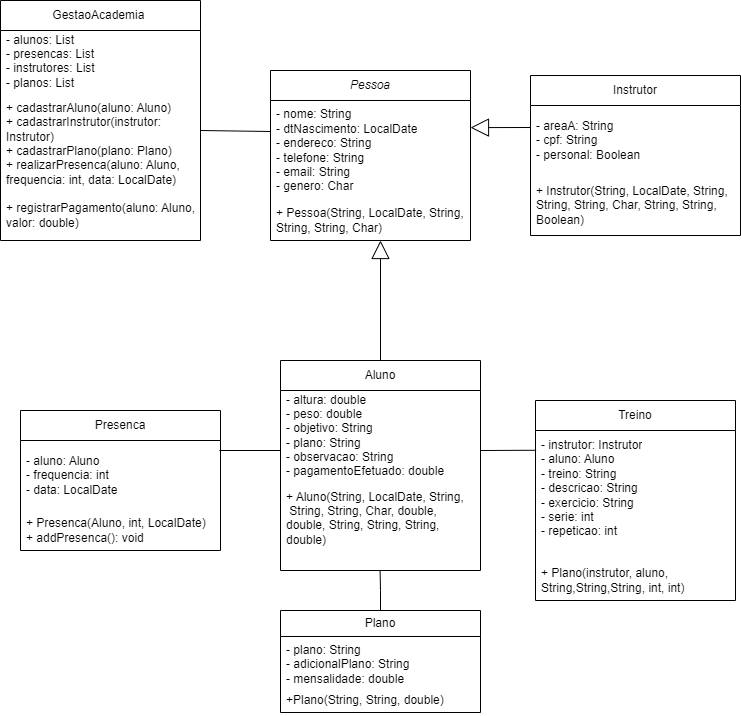 GestaoAcademia
- alunos: List
- presencas: List
- instrutores: List
- planos: List
+ cadastrarAluno(aluno: Aluno)
+ cadastrarInstrutor(instrutor:
Instrutor)
+ cadastrarPlano(plano: Plano)
+ realizarPresenca(aluno: Aluno,
frequencia: int, data: LocalDate)
+ registrarPagamento(aluno: Aluno,
valor: double)
Pessoa
- nome: String
- dtNascimento: LocalDate
- endereco: String
- telefone: String
- email: String
- genero: Char
+ Pessoa(String, LocalDate, String,
String, String, Char)
Instrutor
- areaA: String
- cpf: String
- personal: Boolean
+ Instrutor(String, LocalDate, String,
String, String, Char, String, String,
Boolean)
Aluno
- altura: double
- peso: double
- objetivo: String
- plano: String
- observacao: String
- pagamentoEfetuado: double
+ Aluno(String, LocalDate, String,
String, String, Char, double,
double, String, String, String,
double)
Presenca
- aluno: Aluno
- frequencia: int
- data: LocalDate
+ Presenca(Aluno, int, LocalDate)
+ addPresenca(): void
Treino
- instrutor: Instrutor
- aluno: Aluno
- treino: String
- descricao: String
- exercicio: String
- serie: int
- repeticao: int
+ Plano(instrutor, aluno,
String,String,String, int, int)
Plano
- plano: String
- adicionalPlano: String
- mensalidade: double
+Plano(String, String, double)